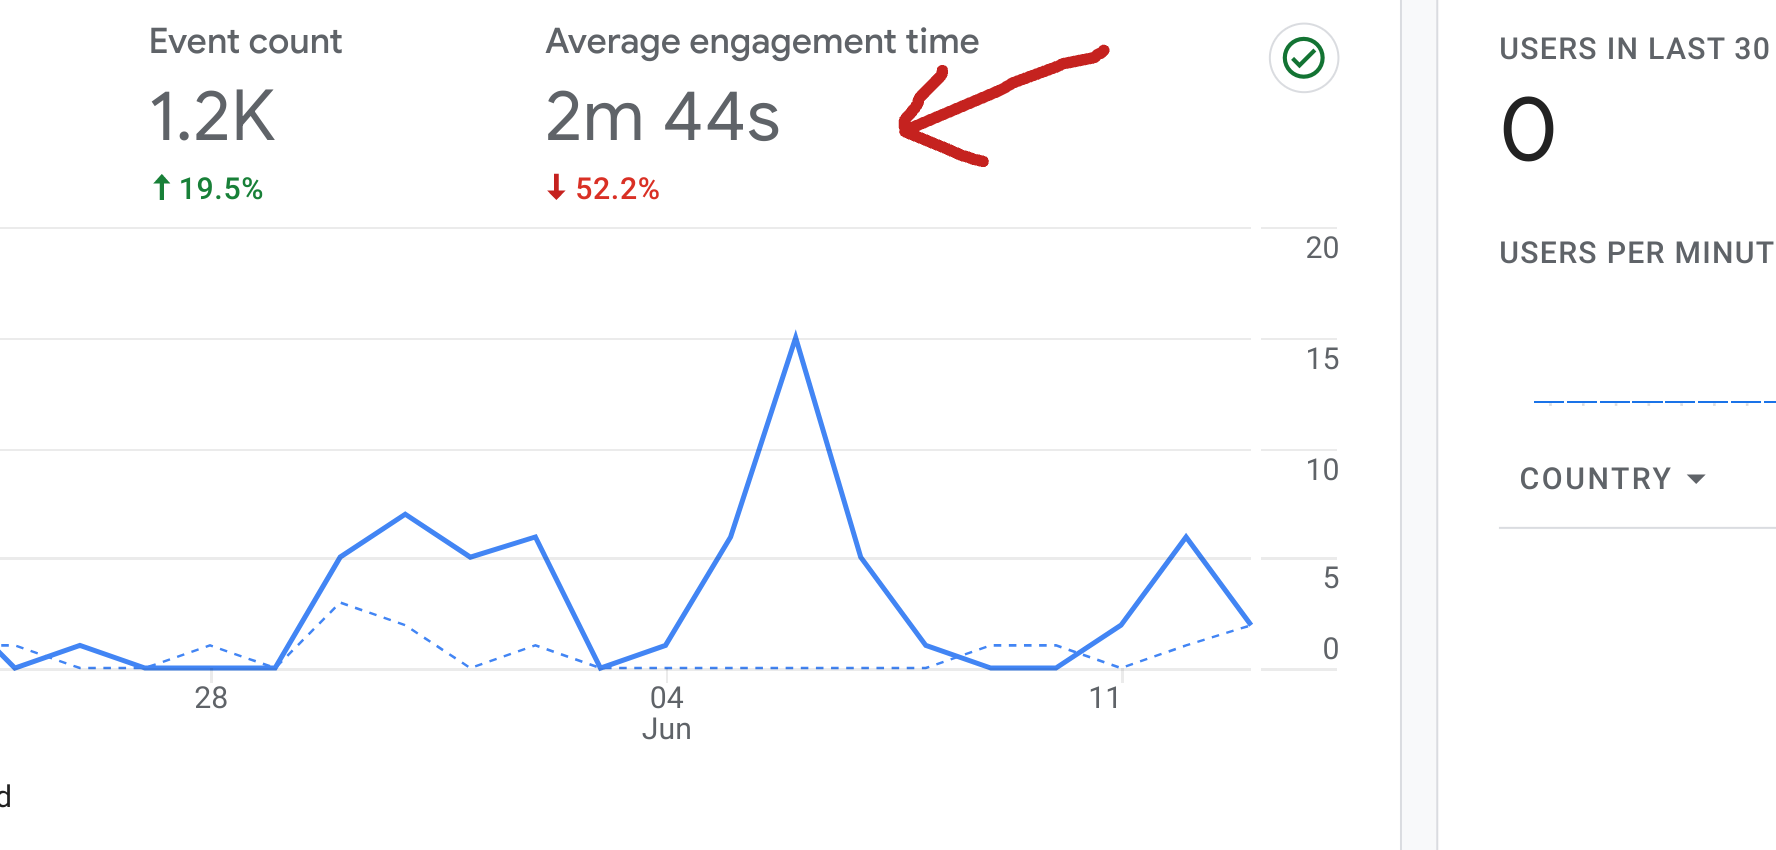 Event count
1.2K
19.5%
Average engagement time
2m 44s
52.2%
20
15
10
5
0
28
04
Jun
11
d
USERS IN LAST 30
0
USERS PER MINUT
COUNTRY